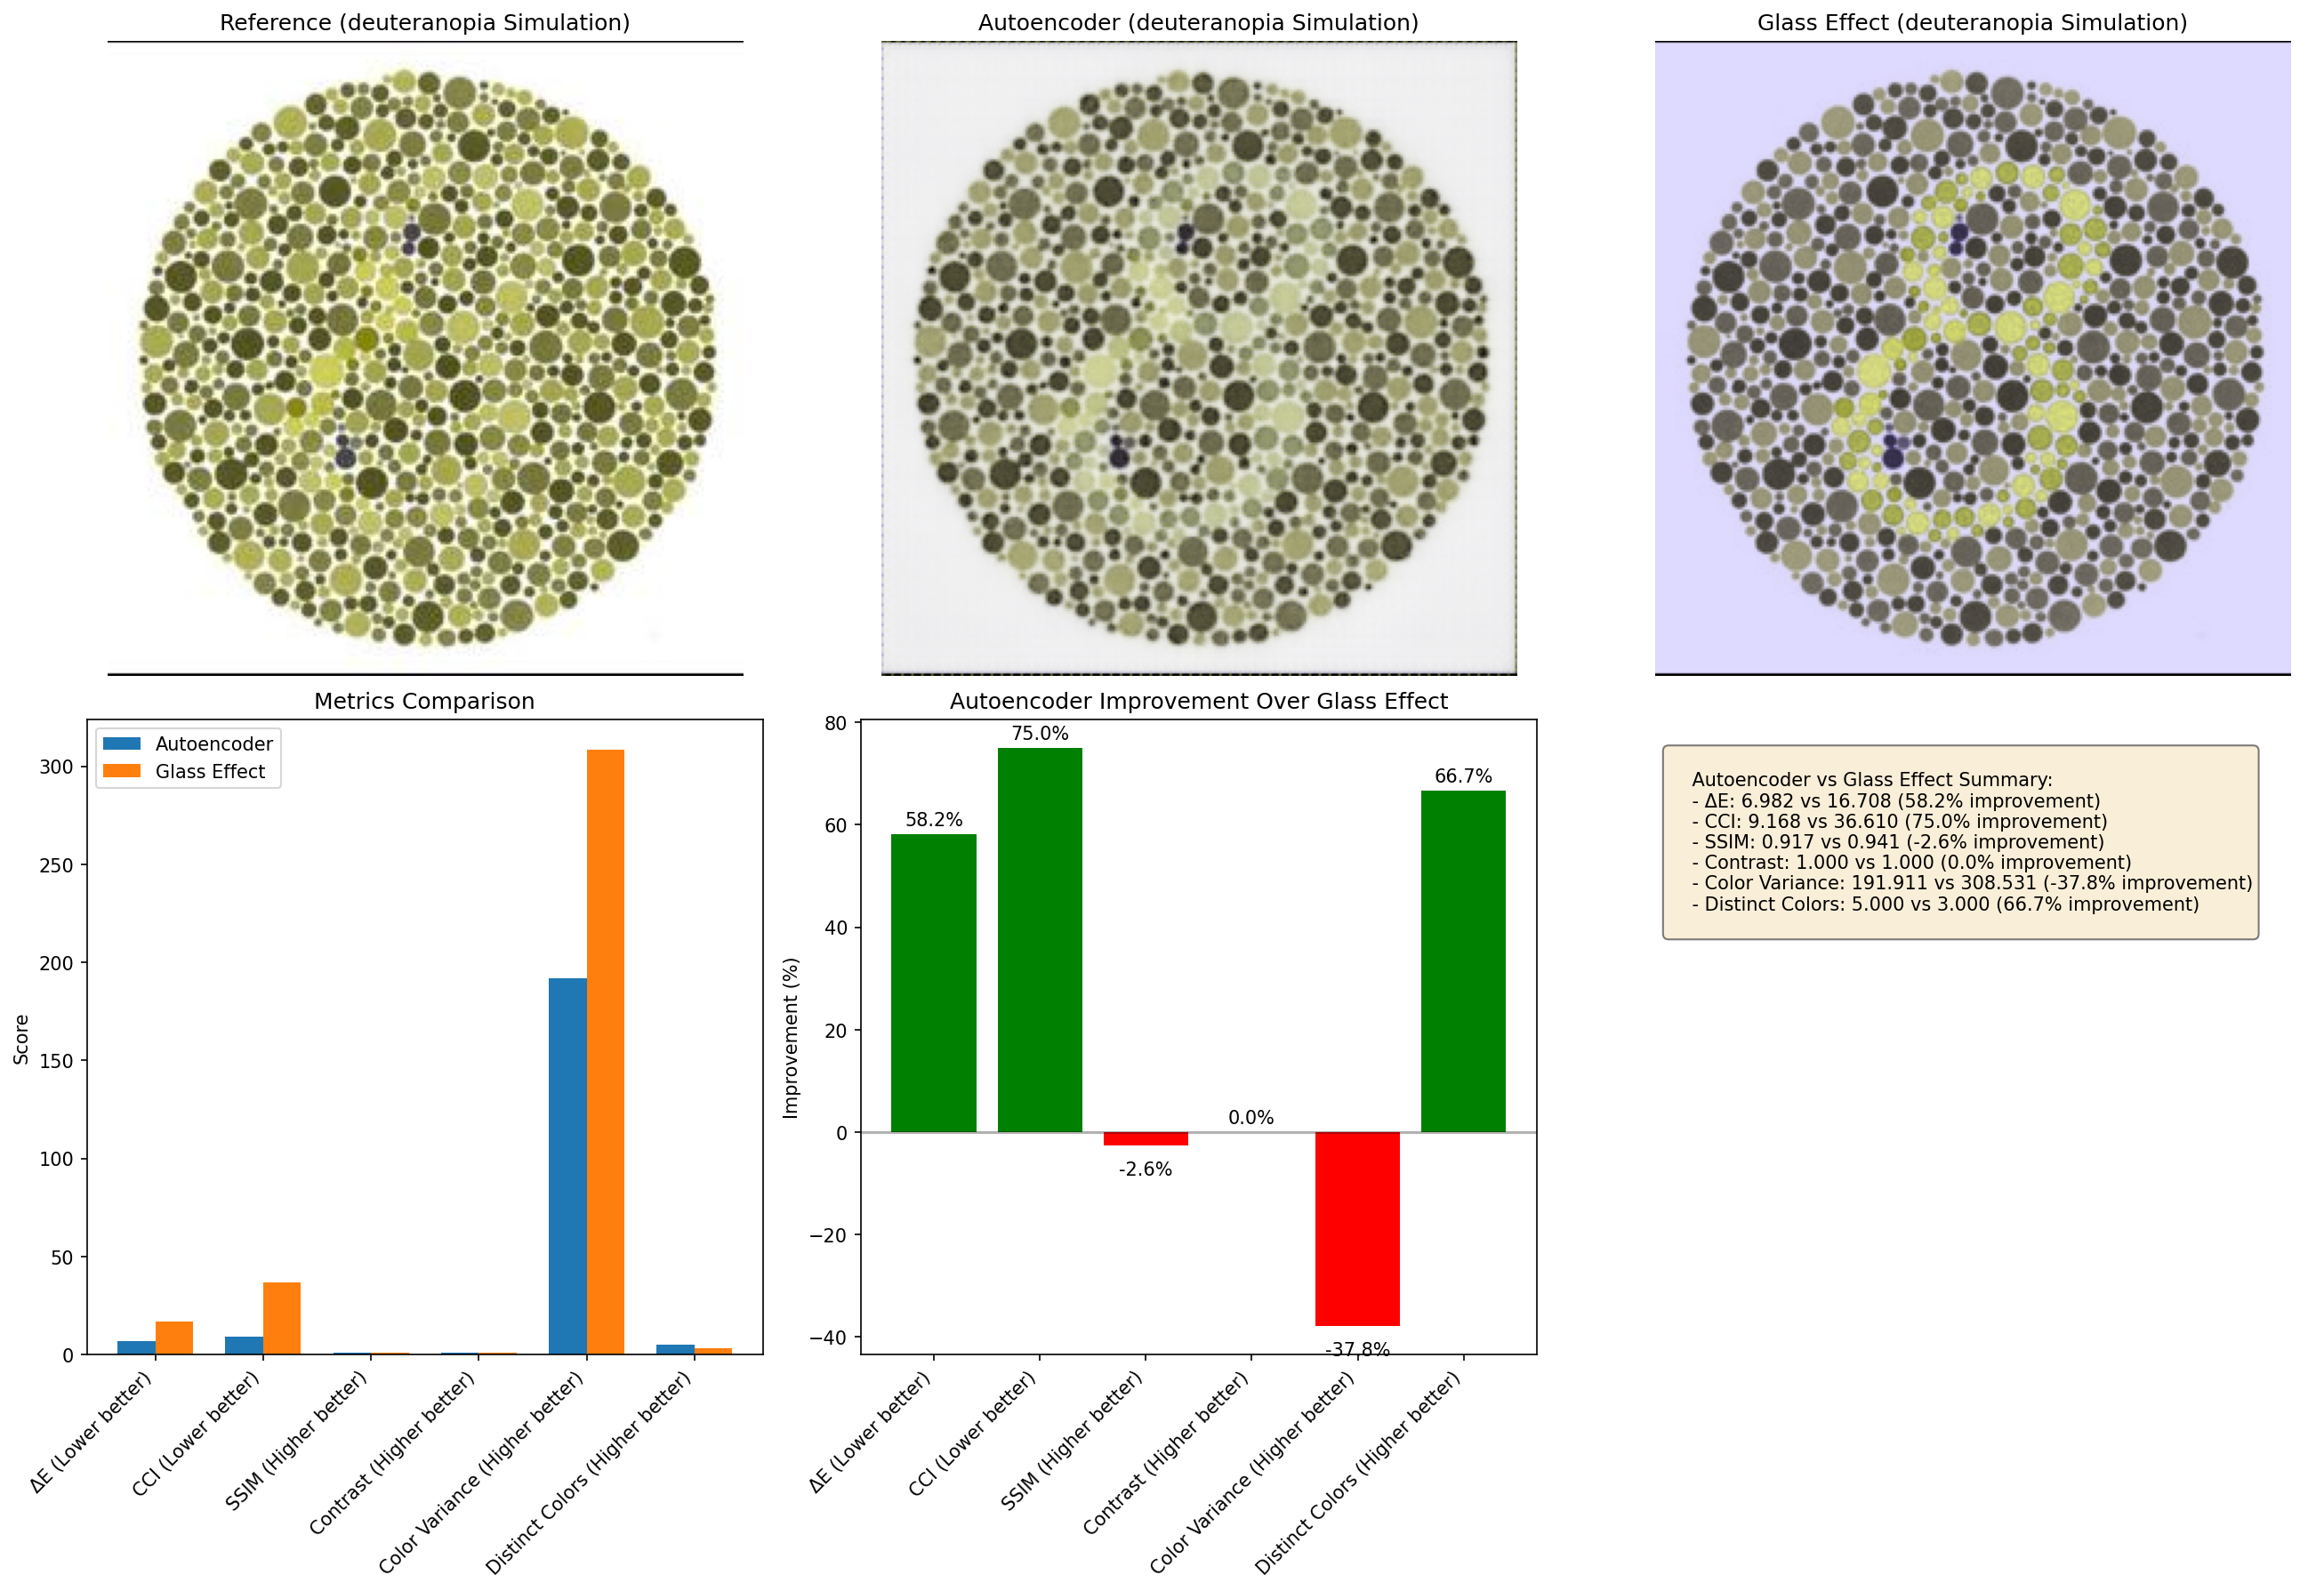 Reference (deuteranopia Simulation)
Autoencoder (deuteranopia Simulation)
Glass Effect (deuteranopia Simulation)
Metrics Comparison
Autoencoder
Glass Effect
Score
300
250
200
150
100
50
0
ΔE (Lower better)
CCI (Lower better)
SSIM (Higher better)
Contrast (Higher better)
Color Variance (Higher better)
Distinct Colors (Higher better)
Autoencoder Improvement Over Glass Effect
Improvement (%)
80
60
40
20
0
−20
−40
58.2%
75.0%
-2.6%
0.0%
-37.8%
66.7%
ΔE (Lower better)
CCI (Lower better)
SSIM (Higher better)
Contrast (Higher better)
Color Variance (Higher better)
Distinct Colors (Higher better)
Autoencoder vs Glass Effect Summary:
- ΔE: 6.982 vs 16.708 (58.2% improvement)
- CCI: 9.168 vs 36.610 (75.0% improvement)
- SSIM: 0.917 vs 0.941 (-2.6% improvement)
- Contrast: 1.000 vs 1.000 (0.0% improvement)
- Color Variance: 191.911 vs 308.531 (-37.8% improvement)
- Distinct Colors: 5.000 vs 3.000 (66.7% improvement)